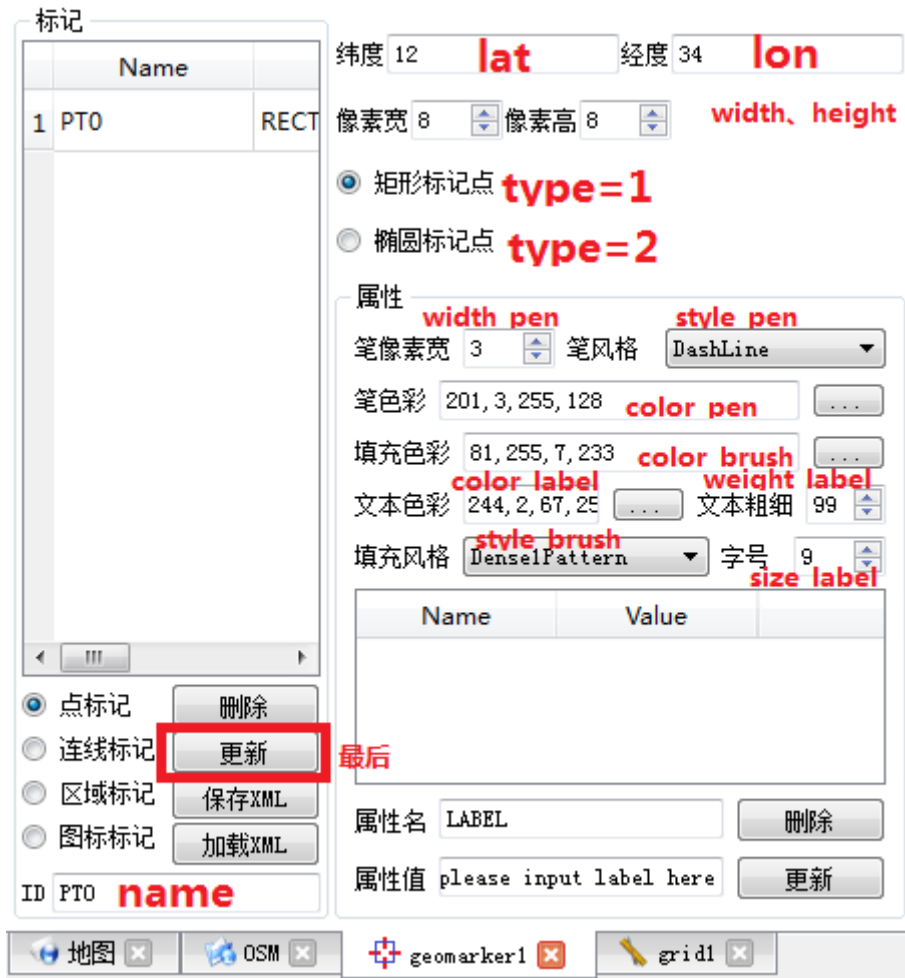 标记
Name
1 PT0 RECT
纬度 12 lat 经度 34 lon
像素宽 8 像素高 8 width、height
矩形标记点 type=1
椭圆标记点 type=2
属性
width pen style pen
笔像素宽 3 笔风格 DashLine
笔色彩 201,3,255,128 color pen ...
填充色彩 81,255,7,233 color brush ...
color label weight label
文本色彩 244,2,67,25 ... 文本粗细 99
style brush
填充风格 Dense1Pattern 字号 9
size label
Name Value
点标记 删除
连线标记 更新 最后
区域标记 保存XML
图标标记 加载XML
ID PT0 name
属性名 LABEL 删除
属性值 please input label here 更新
地图 OSM geomarker1 grid1